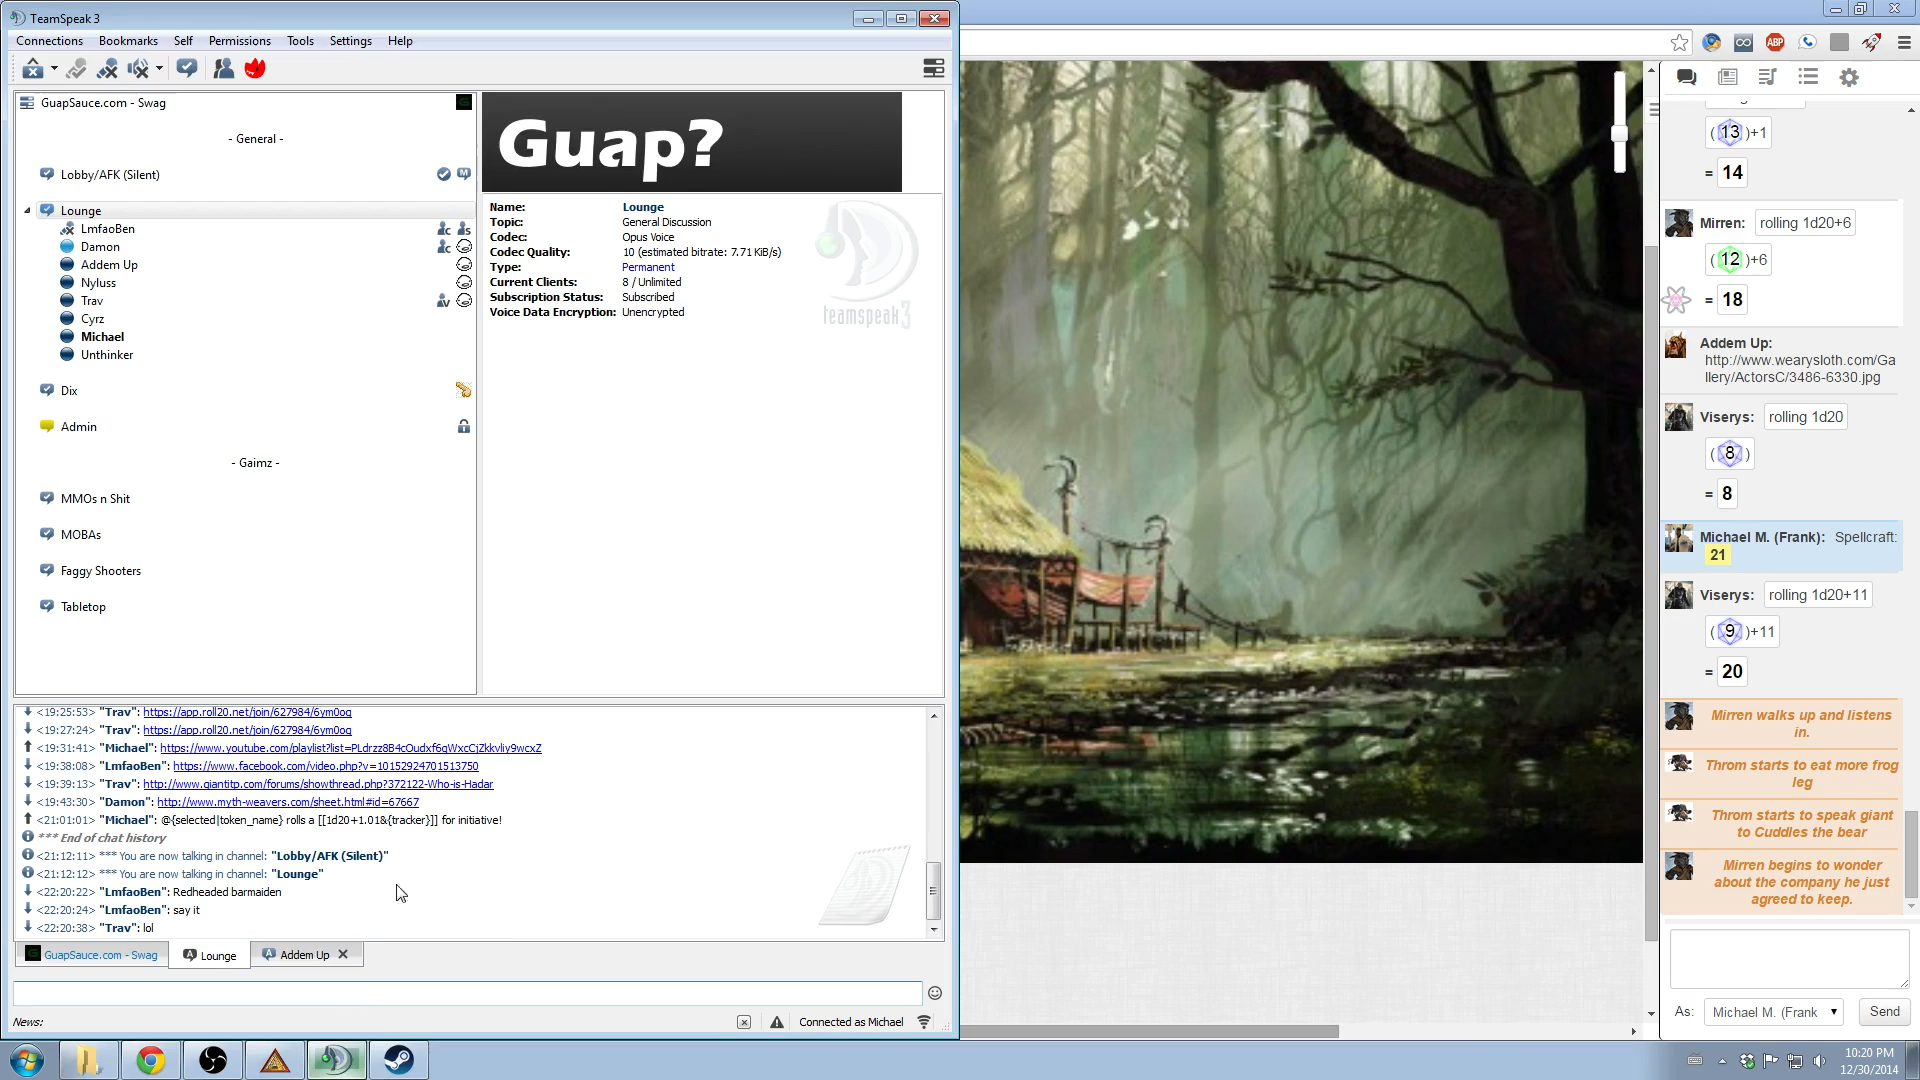 TeamSpeak 3
Connections Bookmarks Self Permissions Tools Settings Help
GuapSauce.com - Swag
- General -
Lobby/AFK (Silent)
Lounge
LmfaoBen
Damon
Addem Up
Nyluss
Trav
Cyrz
Michael
Unthinker
Dix
Admin
- Gaimz -
MMOs n Shit
MOBAs
Faggy Shooters
Tabletop
Guap?
Name: Lounge
Topic: General Discussion
Codec: Opus Voice
Codec Quality: 10 (estimated bitrate: 7.71 KiB/s)
Type: Permanent
Current Clients: 8 / Unlimited
Subscription Status: Subscribed
Voice Data Encryption: Unencrypted
teamspeak 3
<19:25:53> "Trav": https://app.roll20.net/join/627984/6ym0og
<19:27:24> "Trav": https://app.roll20.net/join/627984/6ym0og
<19:31:41> "Michael": https://www.youtube.com/playlist?list=PLdrzz8B4cOudxf6qWxcCjZkkvliy9wcxZ
<19:38:08> "LmfaoBen": https://www.facebook.com/video.php?v=10152924701513750
<19:39:13> "Trav": http://www.giantitp.com/forums/showthread.php?372122-Who-is-Hadar
<19:43:30> "Damon": http://www.myth-weavers.com/sheet.html#id=67667
<21:01:01> "Michael": @{selected|token_name} rolls a [[1d20+1.01&{tracker}]] for initiative!
*** End of chat history
<21:12:11> *** You are now talking in channel: "Lobby/AFK (Silent)"
<21:12:12> *** You are now talking in channel: "Lounge"
<22:20:22> "LmfaoBen": Redheaded barmaiden
<22:20:24> "LmfaoBen": say it
<22:20:38> "Trav": lol
GuapSauce.com - Swag Lounge Addem Up
News:
Connected as Michael
ABP
(13)+1
= 14
Mirren: rolling 1d20+6
(12)+6
= 18
Addem Up:
http://www.wearysloth.com/Ga
llery/ActorsC/3486-6330.jpg
Viserys: rolling 1d20
(8)
= 8
Michael M. (Frank): Spellcraft:
21
Viserys: rolling 1d20+11
(9)+11
= 20
Mirren walks up and listens
in.
Throm starts to eat more frog
leg
Throm starts to speak giant
to Cuddles the bear
Mirren begins to wonder
about the company he just
agreed to keep.
As: Michael M. (Frank Send
10:20 PM
12/30/2014